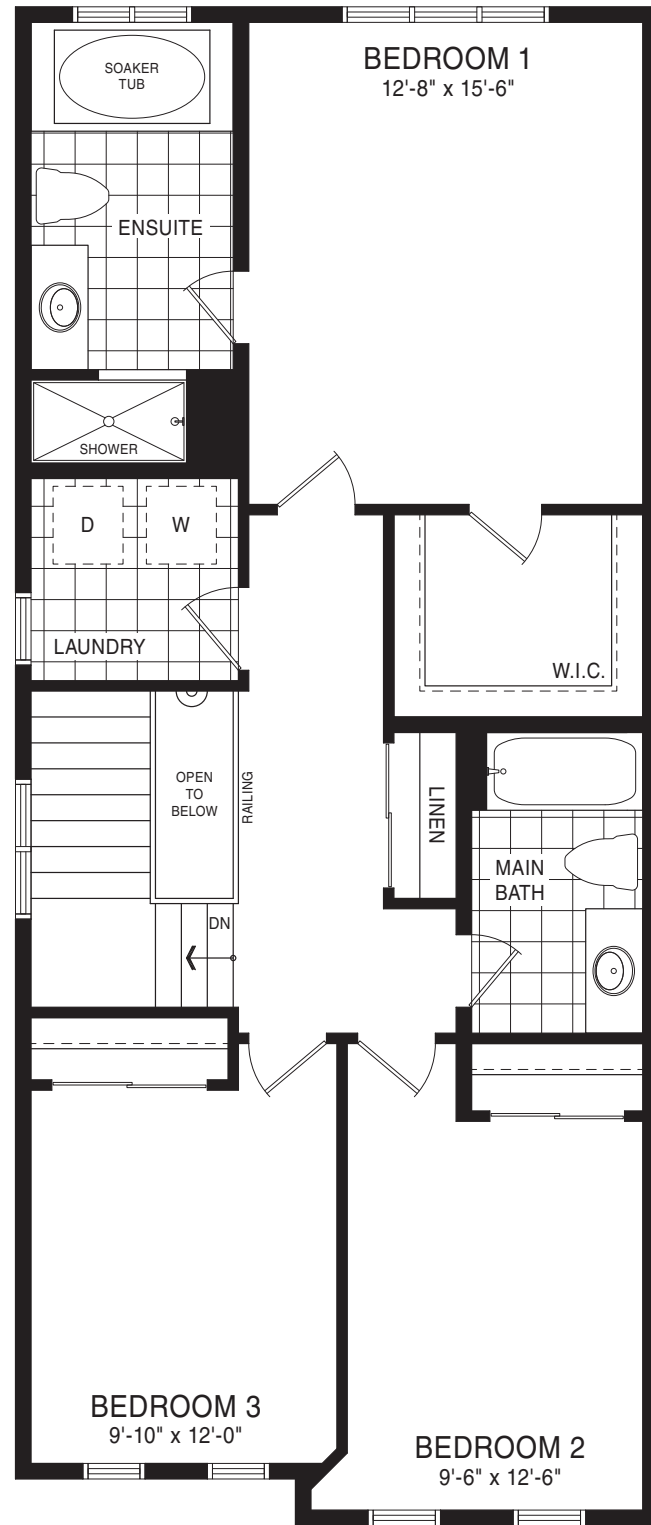 SOAKER
TUB
BEDROOM 1
12'-8" x 15'-6"
ENSUITE
SHOWER
D
W
LAUNDRY
W.I.C.
OPEN
TO
BELOW
RAILING
LINEN
MAIN
BATH
DN
BEDROOM 3
9'-10" x 12'-0"
BEDROOM 2
9'-6" x 12'-6"